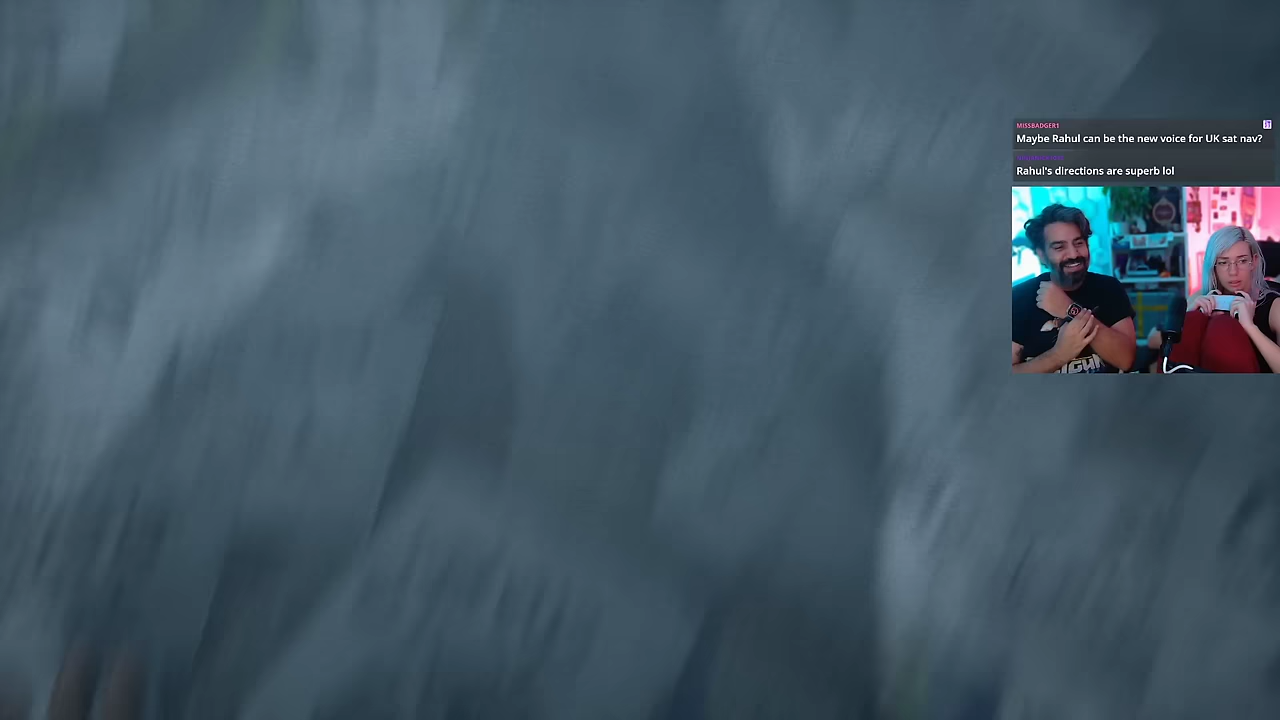 MISSBADGER1
Maybe Rahul can be the new voice for UK sat nav?
Rahul's directions are superb lol